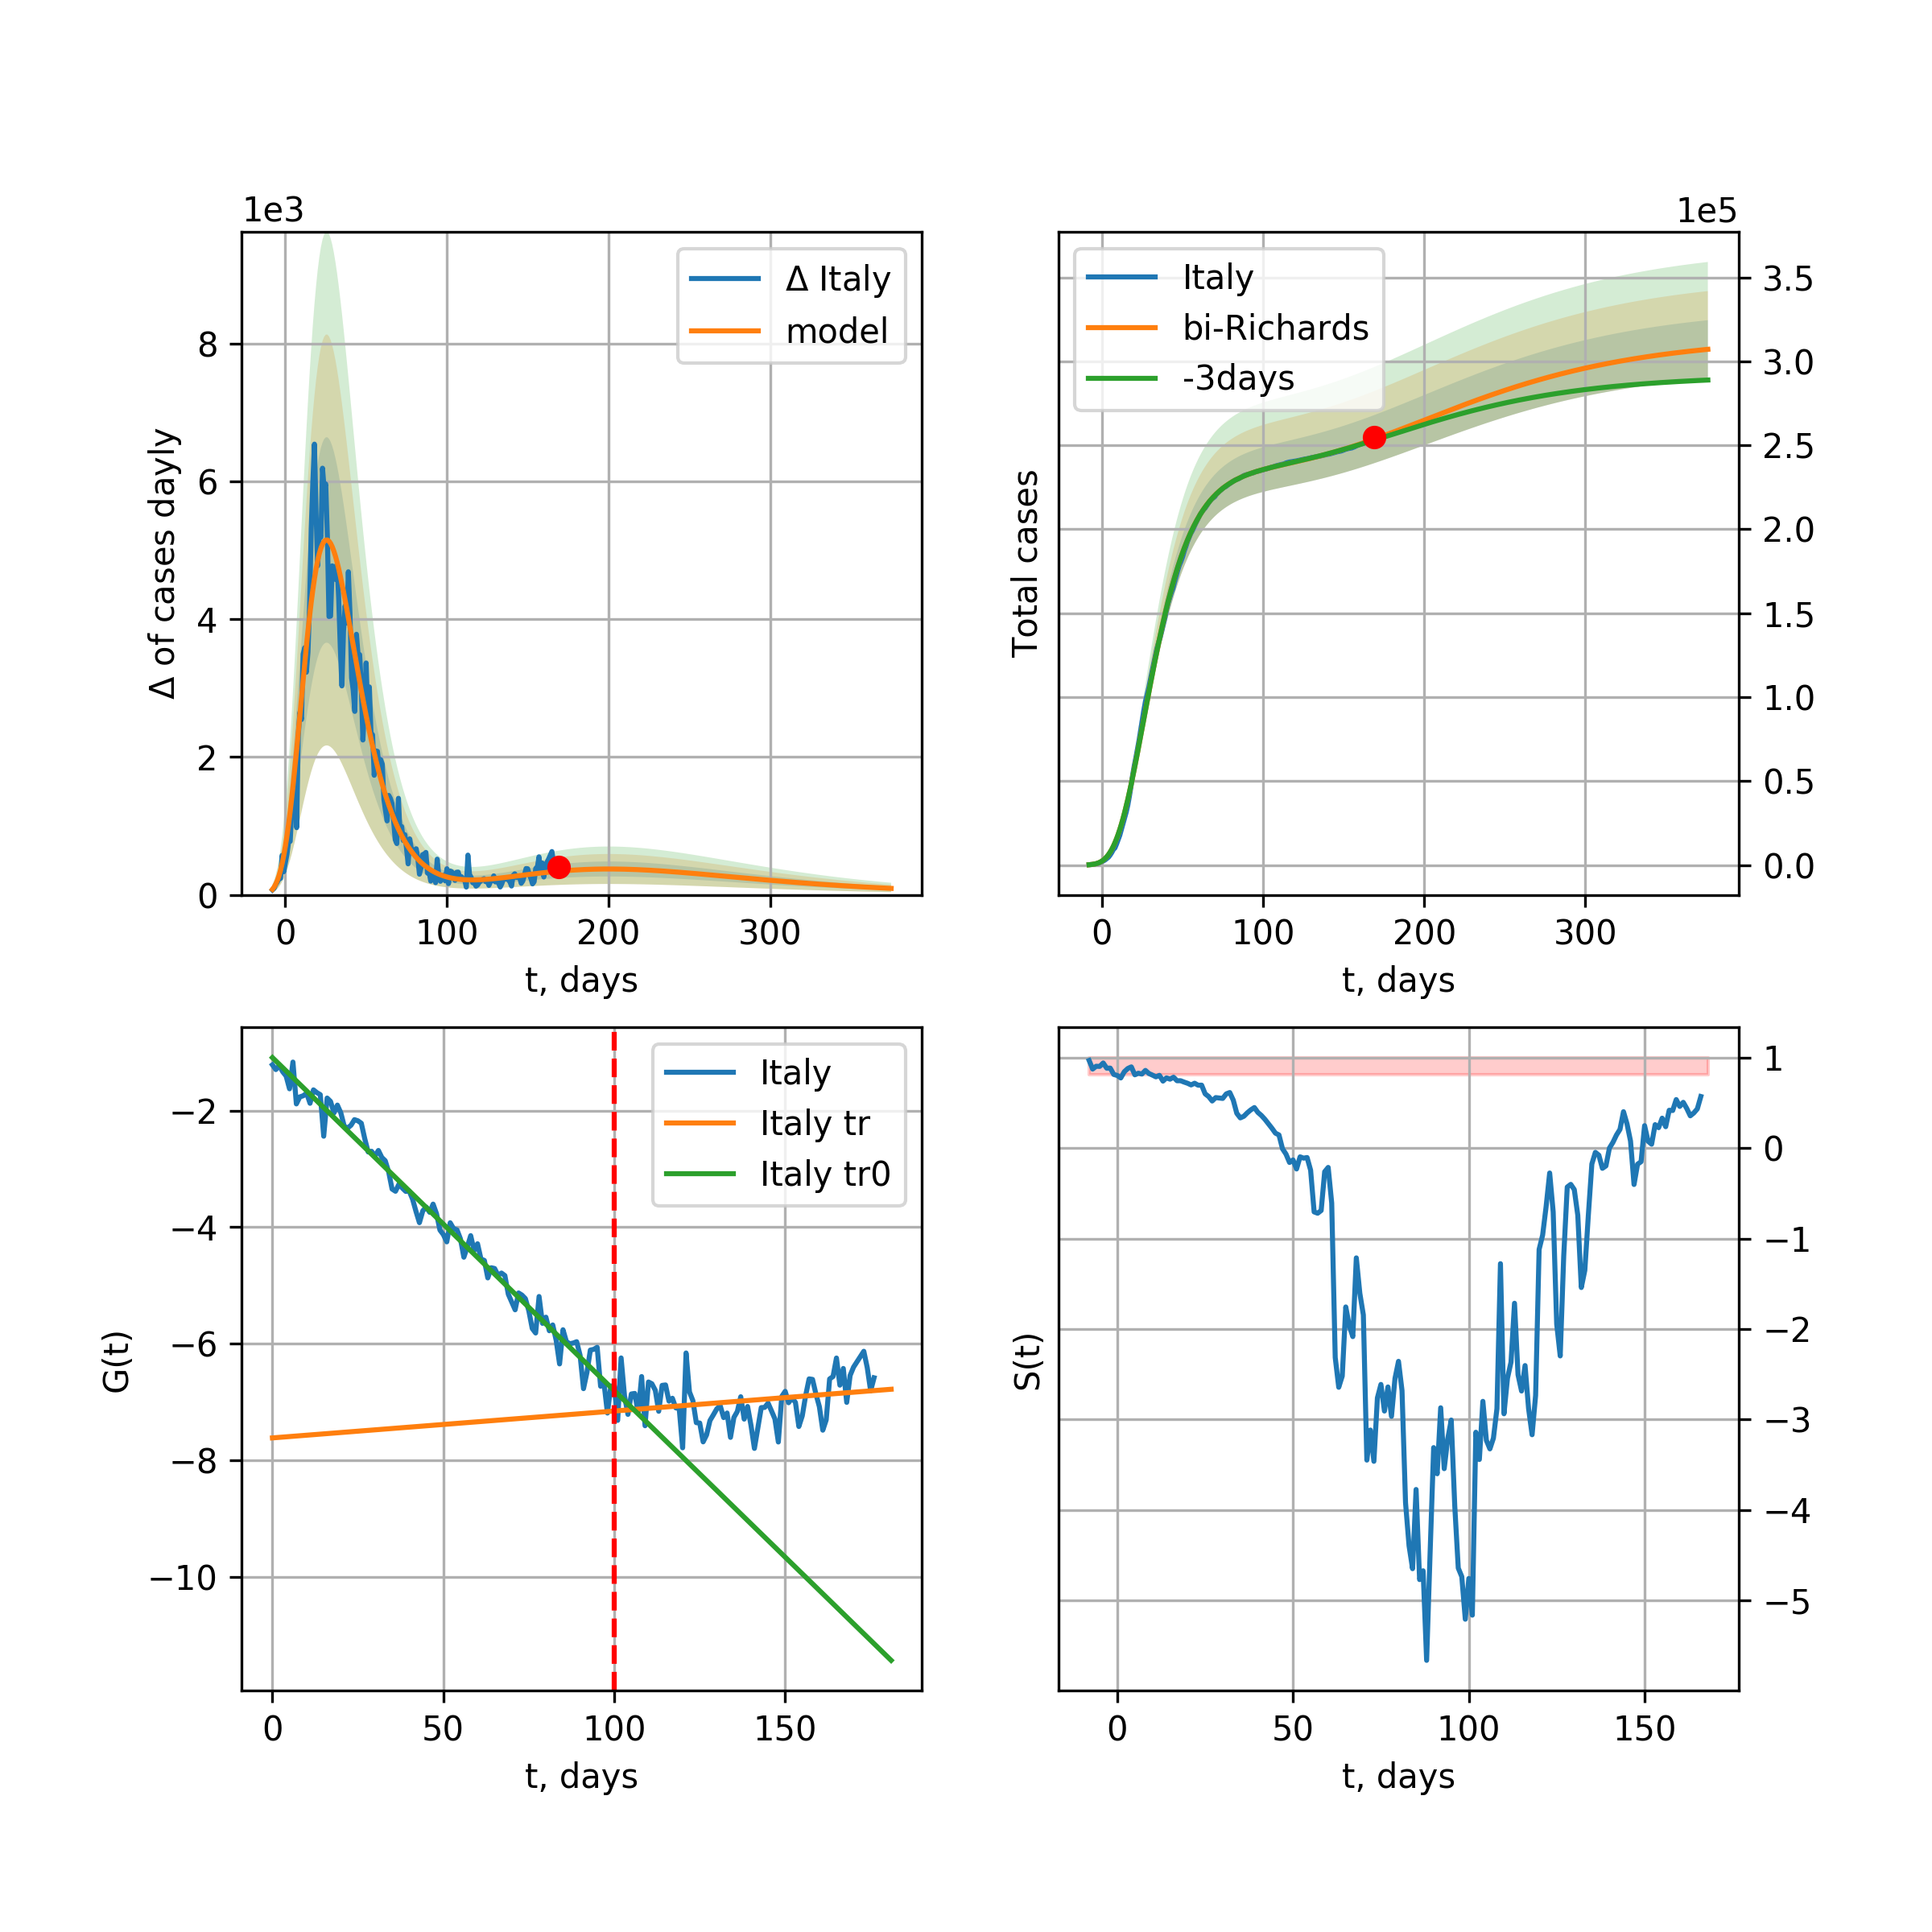 1e3
Δ Italy
model
8
6
4
2
0
Δ of cases dayly
0 100 200 300
t, days
1e5
Italy
bi-Richards
-3days
3.5
3.0
2.5
2.0
1.5
1.0
0.5
0.0
Total cases
0 100 200 300
t, days
Italy
Italy tr
Italy tr0
−2
−4
−6
−8
−10
G(t)
0 50 100 150
t, days
1
0
−1
−2
−3
−4
−5
S(t)
0 50 100 150
t, days